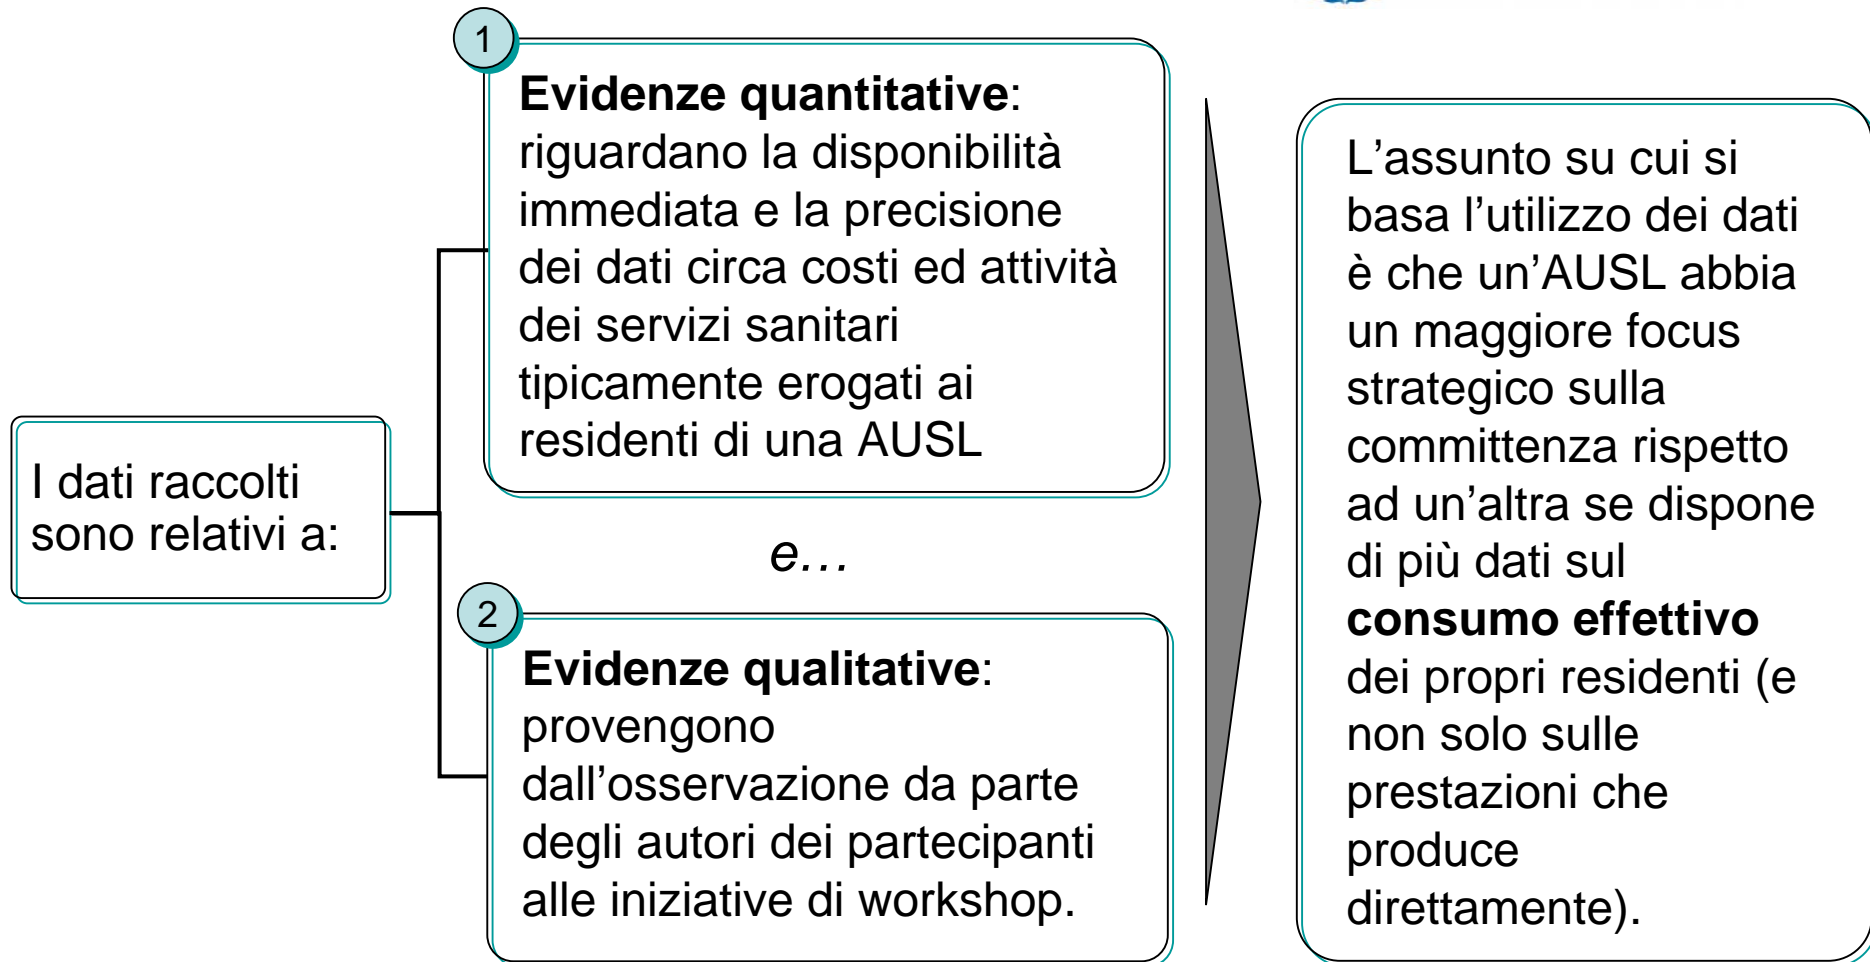 I dati raccolti
sono relativi a:
1
Evidenze quantitative:
riguardano la disponibilità
immediata e la precisione
dei dati circa costi ed attività
dei servizi sanitari
tipicamente erogati ai
residenti di una AUSL
e…
2
Evidenze qualitative:
provengono
dall’osservazione da parte
degli autori dei partecipanti
alle iniziative di workshop.
L’assunto su cui si
basa l’utilizzo dei dati
è che un’AUSL abbia
un maggiore focus
strategico sulla
committenza rispetto
ad un’altra se dispone
di più dati sul
consumo effettivo
dei propri residenti (e
non solo sulle
prestazioni che
produce
direttamente).